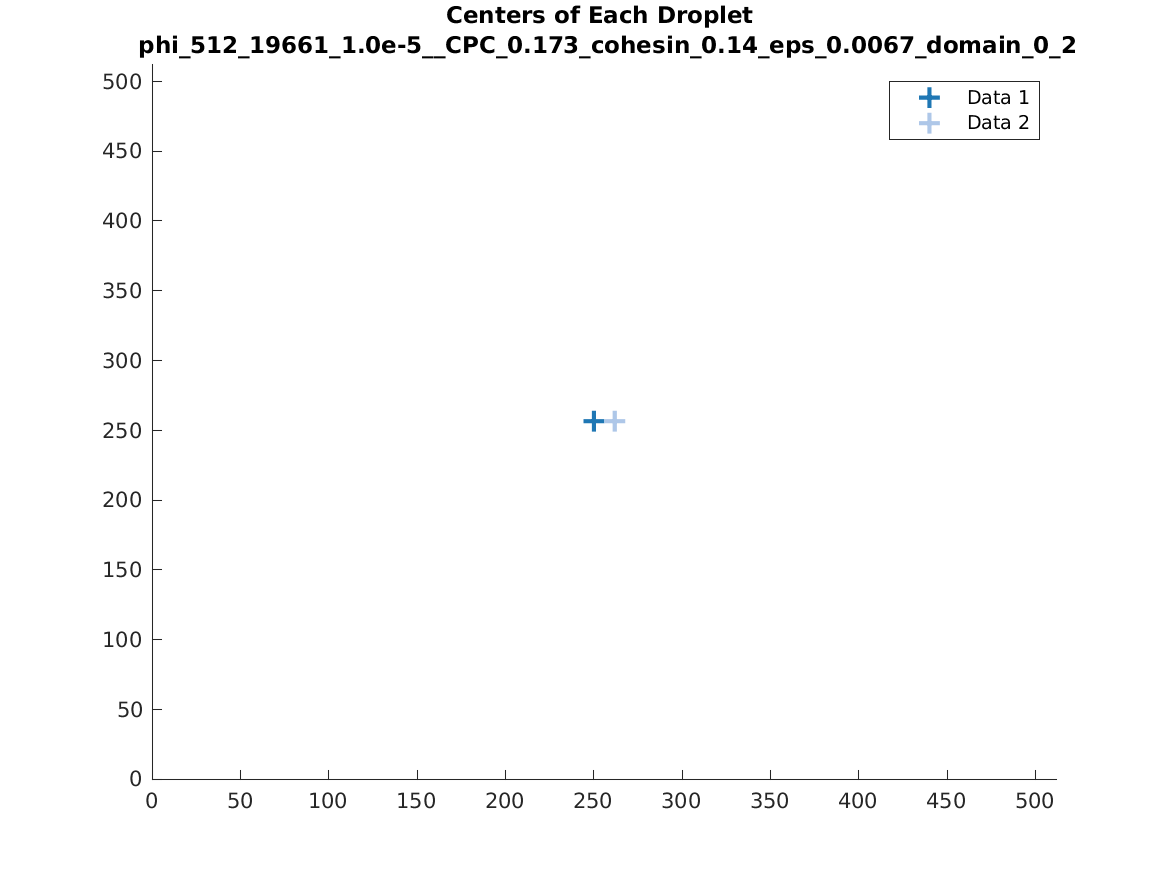 Centers of Each Droplet
phi_512_19661_1.0e-5__CPC_0.173_cohesin_0.14_eps_0.0067_domain_0_2
Data 1
Data 2
500
450
400
350
300
250
200
150
100
50
0
0 50 100 150 200 250 300 350 400 450 500